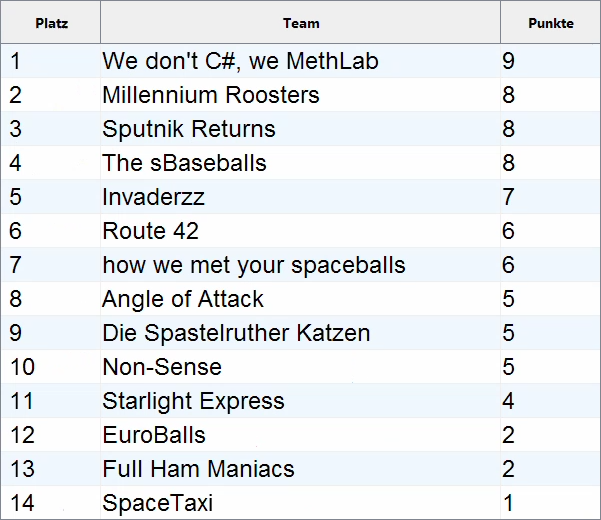 Platz Team Punkte
1 We don't C#, we MethLab 9
2 Millennium Roosters 8
3 Sputnik Returns 8
4 The sBaseballs 8
5 Invaderzz 7
6 Route 42 6
7 how we met your spaceballs 6
8 Angle of Attack 5
9 Die Spastelruther Katzen 5
10 Non-Sense 5
11 Starlight Express 4
12 EuroBalls 2
13 Full Ham Maniacs 2
14 SpaceTaxi 1